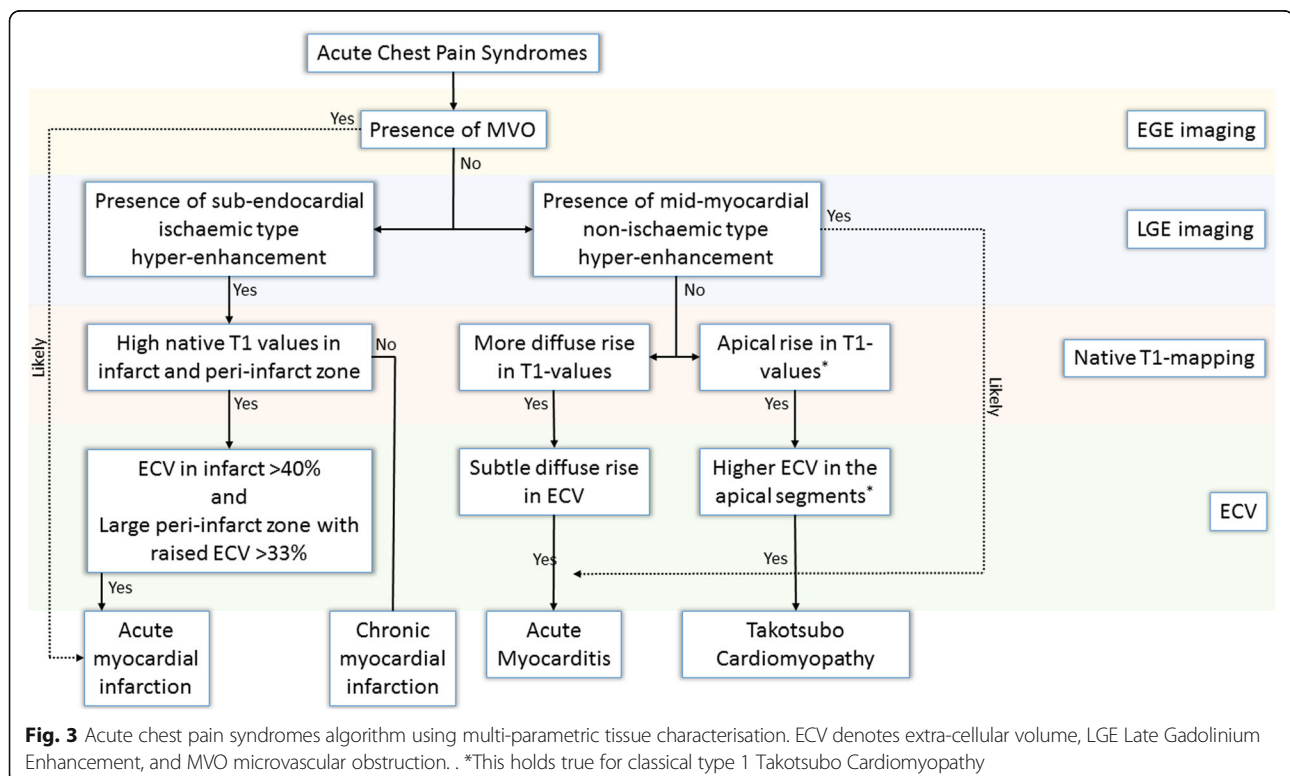 Acute Chest Pain Syndromes
Yes
Presence of MVO
EGE imaging
No
Presence of sub-endocardial
ischaemic type
hyper-enhancement
Presence of mid-myocardial
non-ischaemic type
hyper-enhancement
Yes
LGE imaging
Yes
No
Likely
High native T1 values in
infarct and peri-infarct zone
No
More diffuse rise
in T1-values
Apical rise in T1-
values*
Native T1-mapping
Likely
Yes
Yes
Yes
ECV in infarct >40%
and
Large peri-infarct zone with
raised ECV >33%
Subtle diffuse rise
in ECV
Higher ECV in the
apical segments*
ECV
Yes
Yes
Yes
Acute
myocardial
infarction
Chronic
myocardial
infarction
Acute
Myocarditis
Takotsubo
Cardiomyopathy
Fig. 3 Acute chest pain syndromes algorithm using multi-parametric tissue characterisation. ECV denotes extra-cellular volume, LGE Late Gadolinium
Enhancement, and MVO microvascular obstruction. . *This holds true for classical type 1 Takotsubo Cardiomyopathy